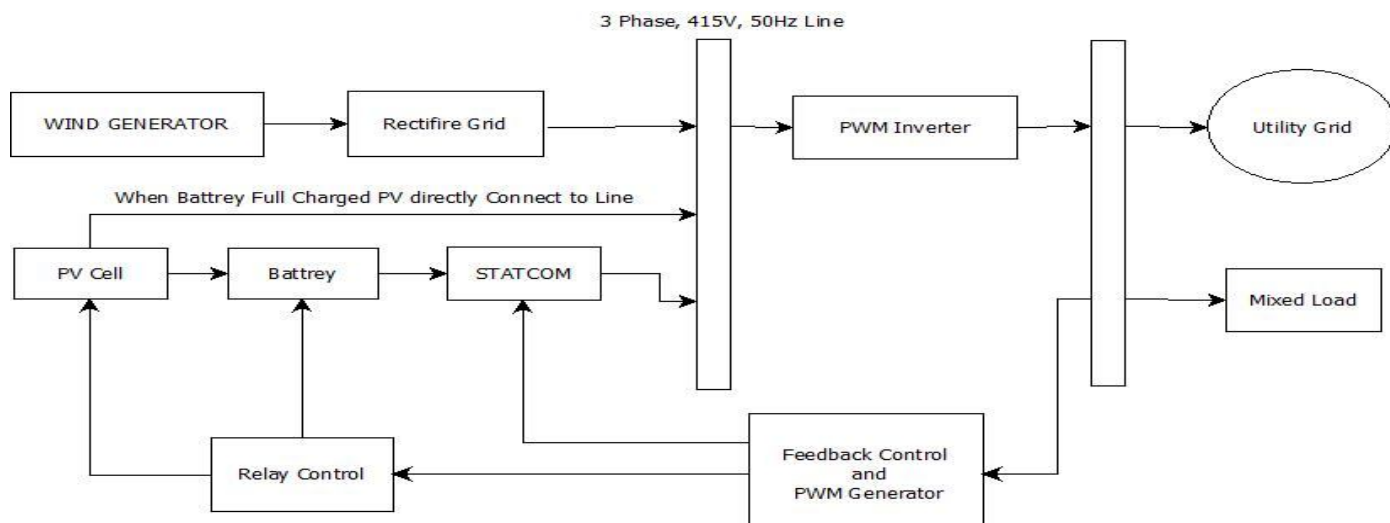 3 Phase, 415V, 50Hz Line
WIND GENERATOR
Rectifire Grid
PWM Inverter
Utility Grid
When Battrey Full Charged PV directly Connect to Line
PV Cell
Battrey
STATCOM
Mixed Load
Relay Control
Feedback Control
and
PWM Generator